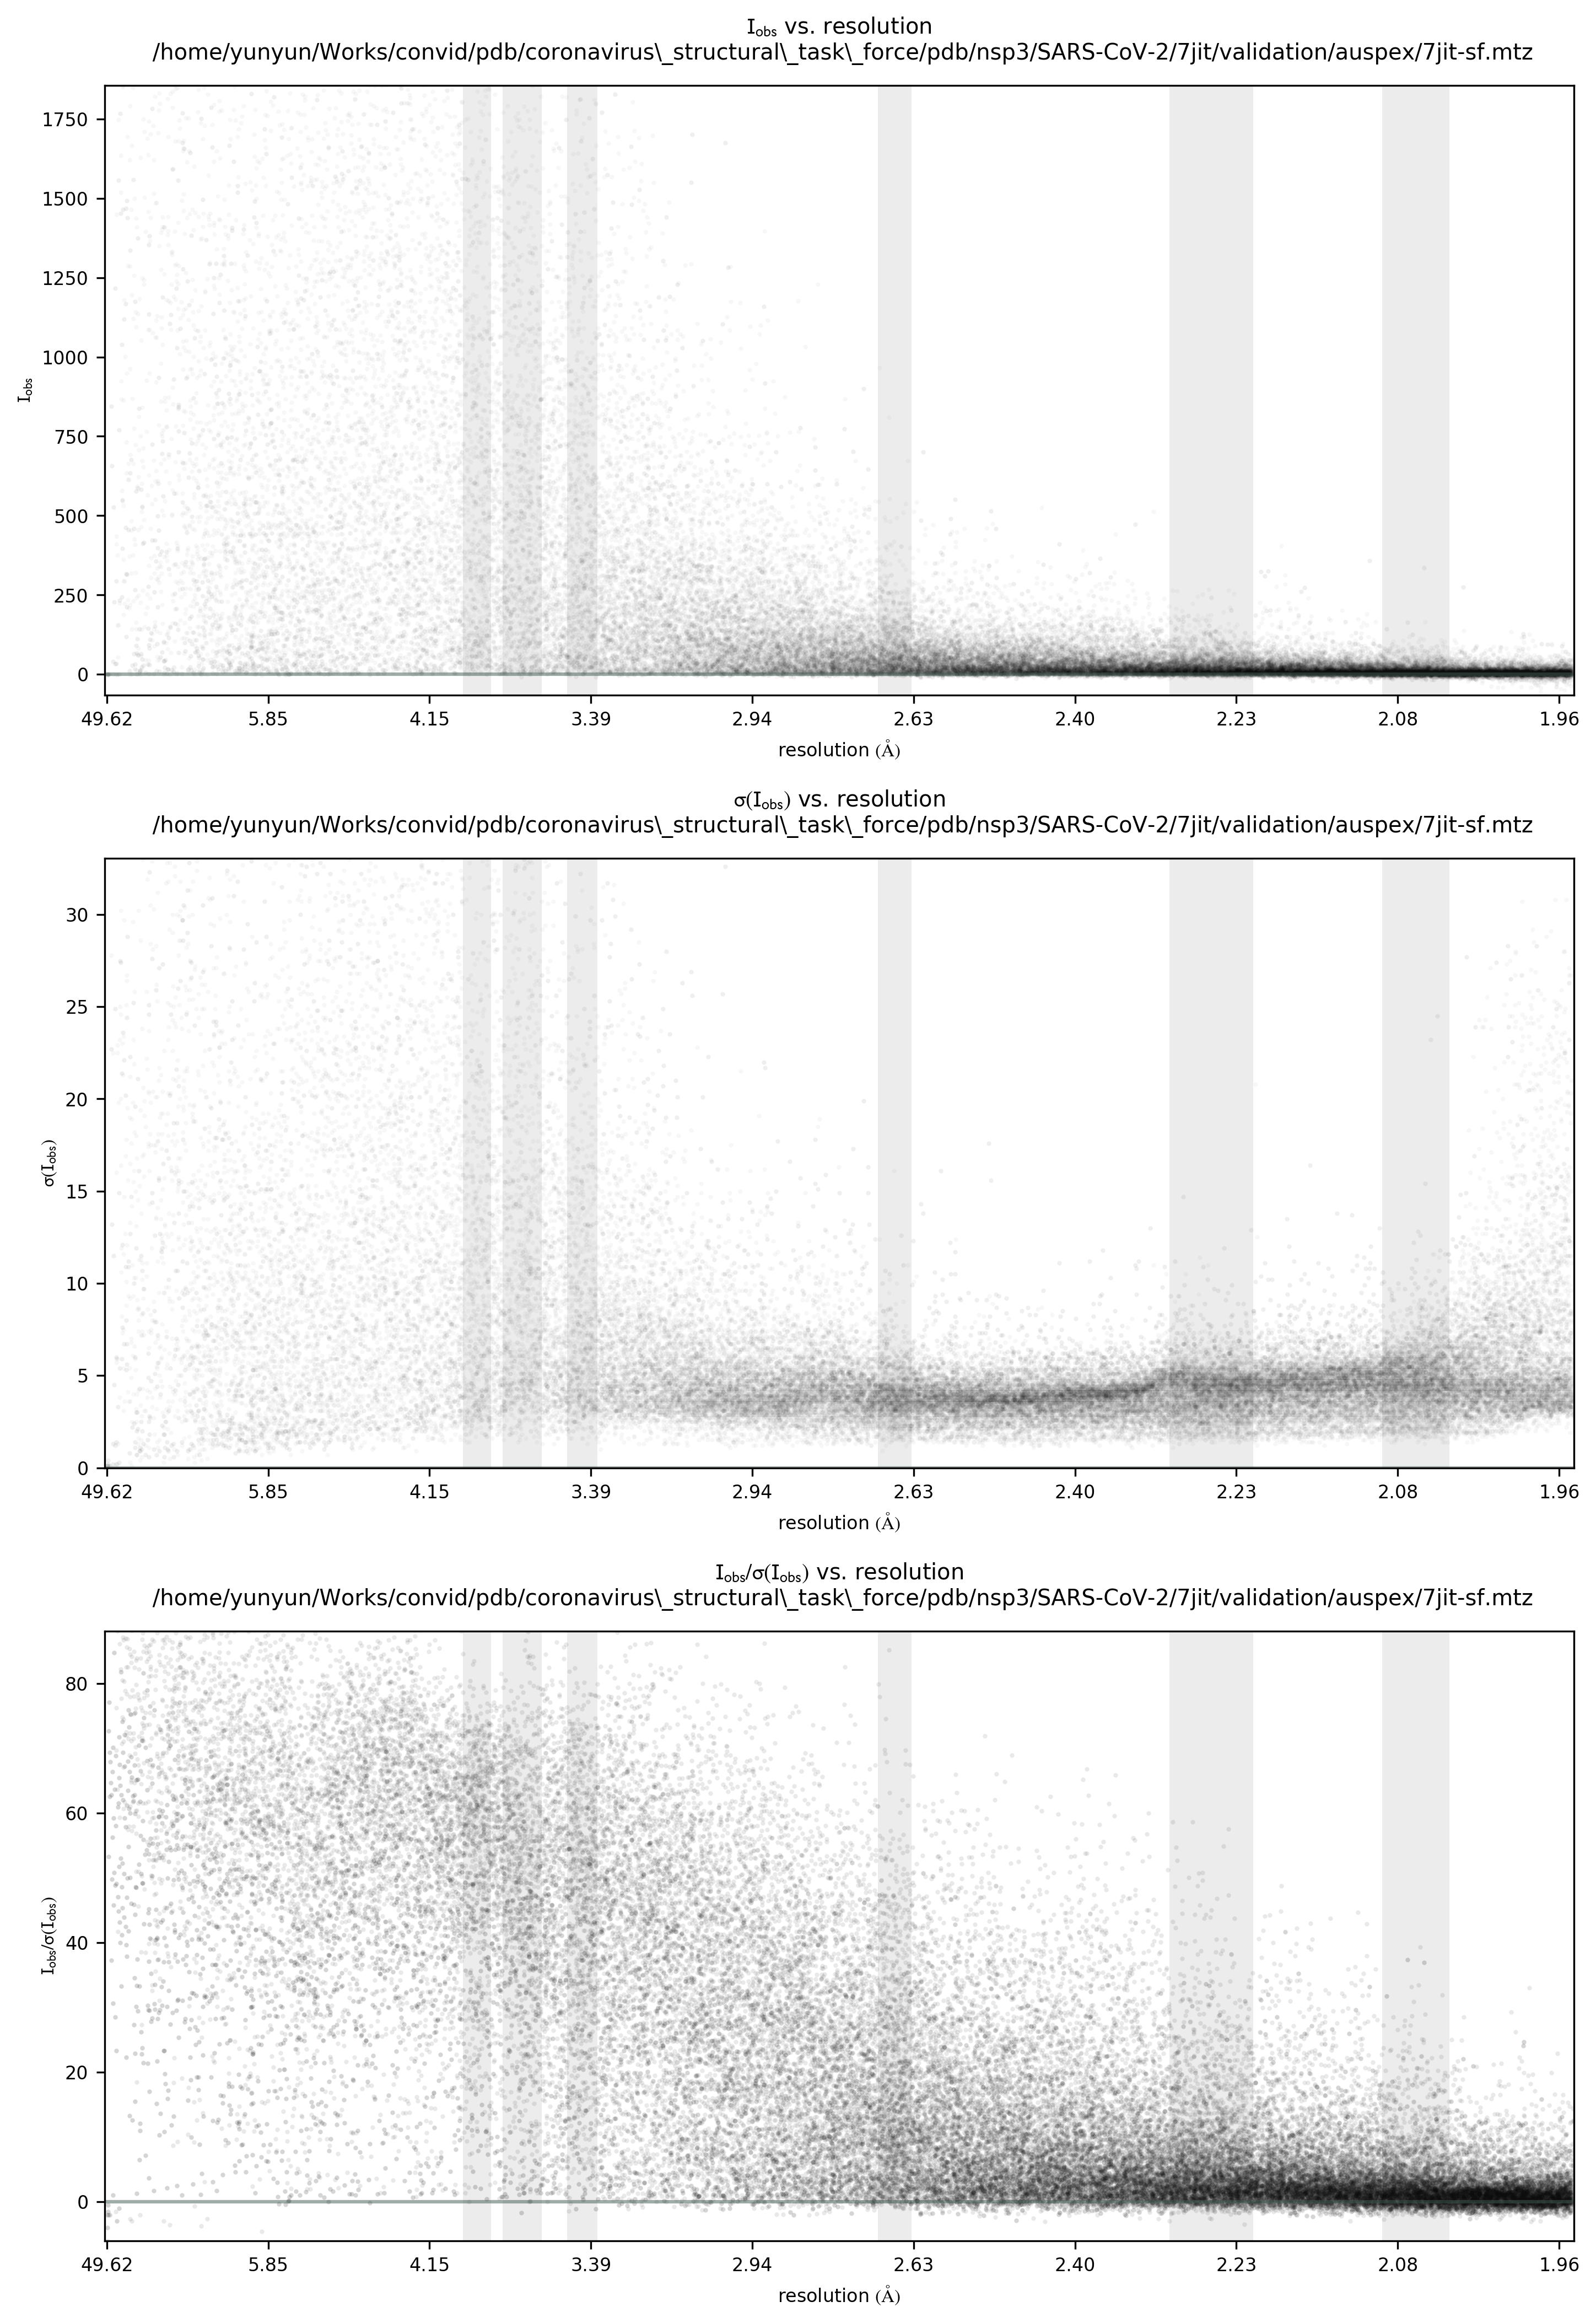 I_obs vs. resolution
/home/yunyun/Works/convid/pdb/coronavirus\_structural\_task\_force/pdb/nsp3/SARS-CoV-2/7jit/validation/auspex/7jit-sf.mtz
1750
1500
1250
1000
750
500
250
0
I_obs
49.62 5.85 4.15 3.39 2.94 2.63 2.40 2.23 2.08 1.96
resolution (Å)
σ(I_obs) vs. resolution
/home/yunyun/Works/convid/pdb/coronavirus\_structural\_task\_force/pdb/nsp3/SARS-CoV-2/7jit/validation/auspex/7jit-sf.mtz
30
25
20
15
10
5
0
σ(I_obs)
49.62 5.85 4.15 3.39 2.94 2.63 2.40 2.23 2.08 1.96
resolution (Å)
I_obs/σ(I_obs) vs. resolution
/home/yunyun/Works/convid/pdb/coronavirus\_structural\_task\_force/pdb/nsp3/SARS-CoV-2/7jit/validation/auspex/7jit-sf.mtz
80
60
40
20
0
I_obs/σ(I_obs)
49.62 5.85 4.15 3.39 2.94 2.63 2.40 2.23 2.08 1.96
resolution (Å)